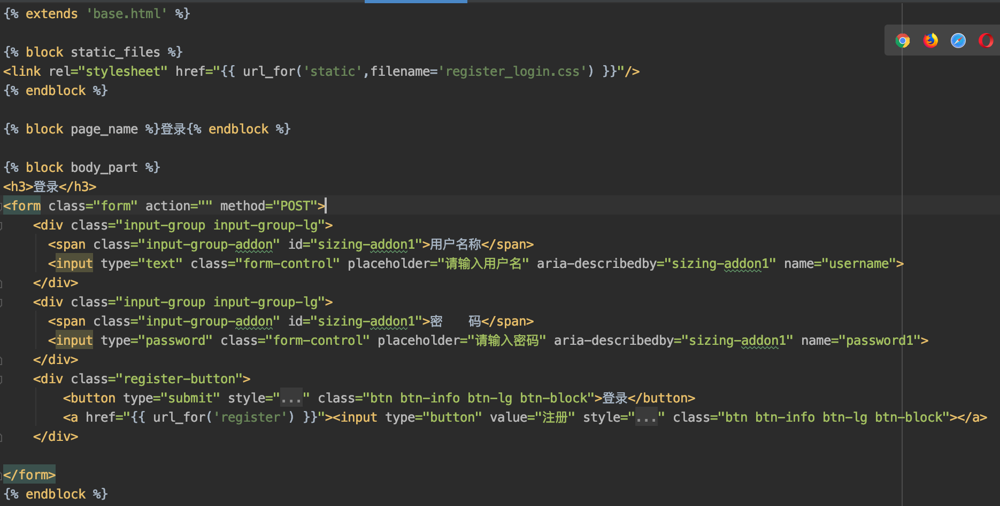 {% extends 'base.html' %}
{% block static_files %}
<link rel="stylesheet" href="{{ url_for('static',filename='register_login.css') }}"/>
{% endblock %}
{% block page_name %}登录{% endblock %}
{% block body_part %}
<h3>登录</h3>
<form class="form" action="" method="POST">
<div class="input-group input-group-lg">
<span class="input-group-addon" id="sizing-addon1">用户名称</span>
<input type="text" class="form-control" placeholder="请输入用户名" aria-describedby="sizing-addon1" name="username">
</div>
<div class="input-group input-group-lg">
<span class="input-group-addon" id="sizing-addon1">密　　码</span>
<input type="password" class="form-control" placeholder="请输入密码" aria-describedby="sizing-addon1" name="password1">
</div>
<div class="register-button">
<button type="submit" style="..." class="btn btn-info btn-lg btn-block">登录</button>
<a href="{{ url_for('register') }}"><input type="button" value="注册" style="..." class="btn btn-info btn-lg btn-block"></a>
</div>
</form>
{% endblock %}